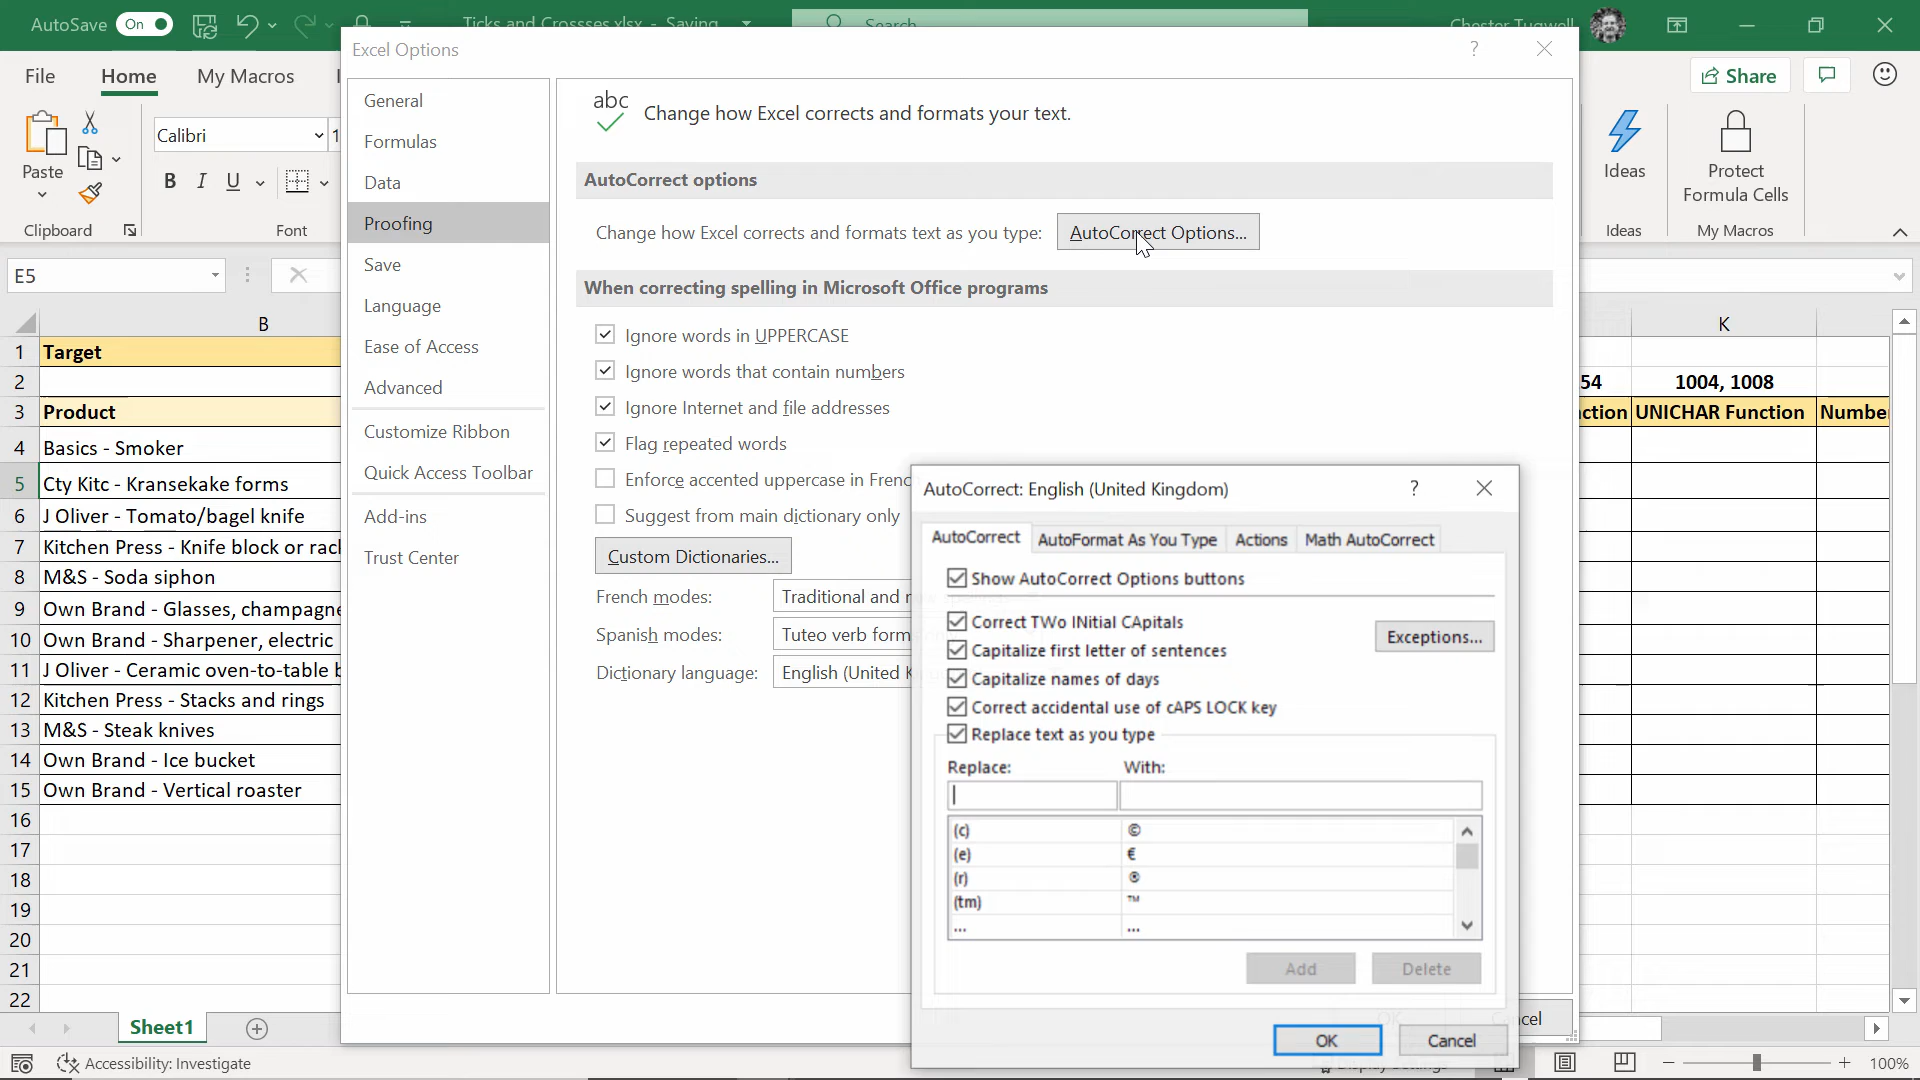 AutoSave On Ticks and Crossses.xlsx - Saving Search Chester Tugwell
File Home My Macros Share
Excel Options ?
Paste
Clipboard
Calibri 1
B I U
Font
Ideas
Ideas
Protect
Formula Cells
My Macros
General
Formulas
Data
Proofing
Save
Language
Ease of Access
Advanced
Customize Ribbon
Quick Access Toolbar
Add-ins
Trust Center
abc
Change how Excel corrects and formats your text.
AutoCorrect options
Change how Excel corrects and formats text as you type: AutoCorrect Options...
When correcting spelling in Microsoft Office programs
Ignore words in UPPERCASE
Ignore words that contain numbers
Ignore Internet and file addresses
Flag repeated words
Enforce accented uppercase in French
Suggest from main dictionary only
Custom Dictionaries...
French modes: Traditional and
Spanish modes: Tuteo verb forms
Dictionary language: English (United K
AutoCorrect: English (United Kingdom) ?
AutoCorrect AutoFormat As You Type Actions Math AutoCorrect
Show AutoCorrect Options buttons
Correct TWo INitial CApitals
Exceptions...
Capitalize first letter of sentences
Capitalize names of days
Correct accidental use of cAPS LOCK key
Replace text as you type
Replace: With:
(c) ©
(e) €
(r) ®
(tm) ™
... ...
Add Delete
OK Cancel
ncel
E5
B K
1 Target
2 54 1004, 1008
3 Product nction UNICHAR Function Numbe
4 Basics - Smoker
5 Cty Kitc - Kransekake forms
6 J Oliver - Tomato/bagel knife
7 Kitchen Press - Knife block or rack
8 M&S - Soda siphon
9 Own Brand - Glasses, champagne
10 Own Brand - Sharpener, electric
11 J Oliver - Ceramic oven-to-table b
12 Kitchen Press - Stacks and rings
13 M&S - Steak knives
14 Own Brand - Ice bucket
15 Own Brand - Vertical roaster
16
17
18
19
20
21
22
Sheet1
Accessibility: Investigate Display Settings 100%